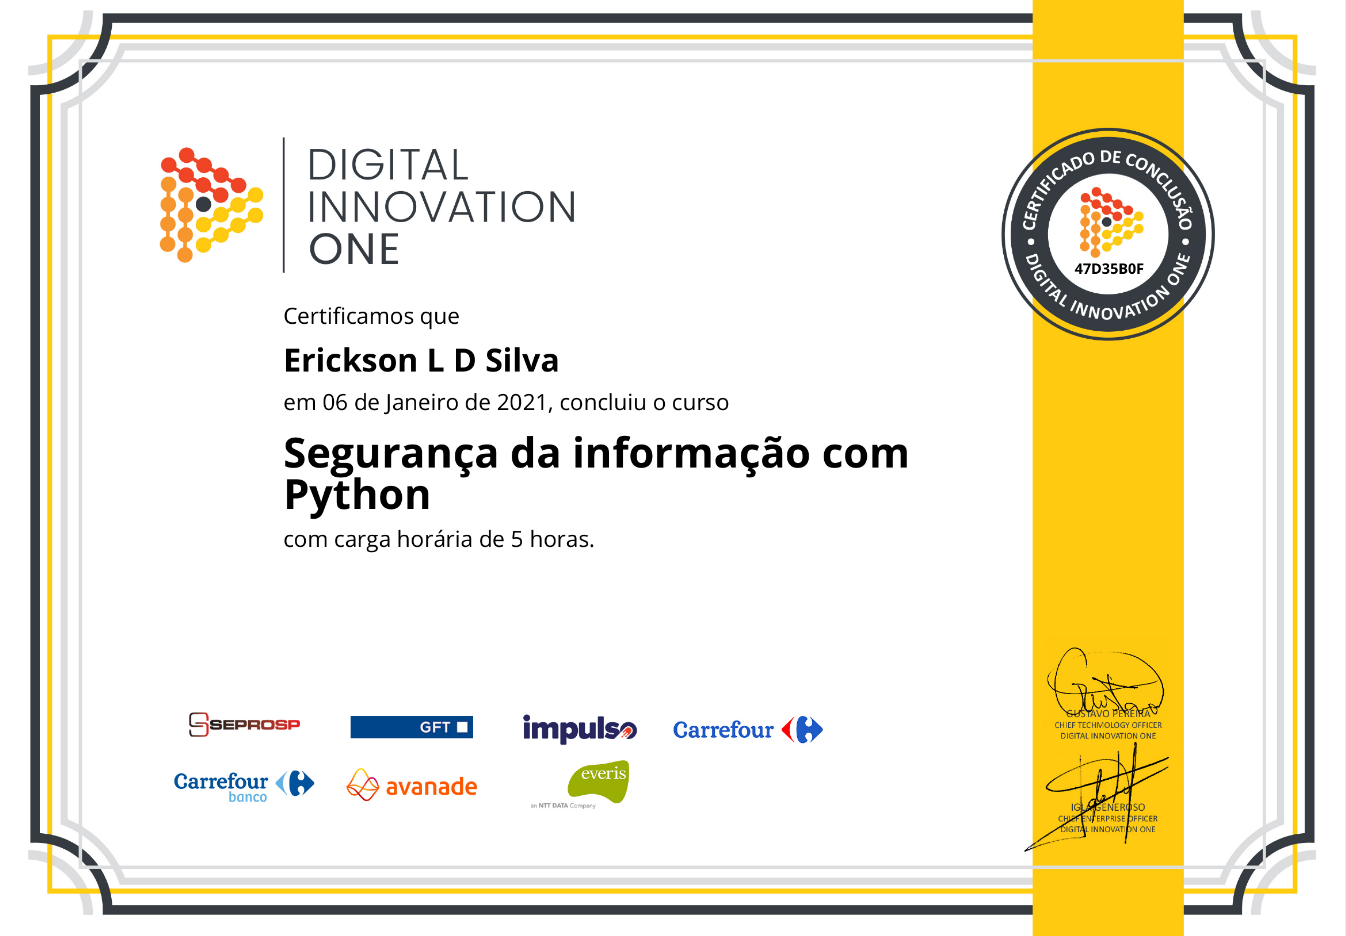 DIGITAL
INNOVATION
ONE
CERTIFICADO DE CONCLUSÃO
47D35B0F
DIGITAL INNOVATION ONE
Certificamos que
Erickson L D Silva
em 06 de Janeiro de 2021, concluiu o curso
Segurança da informação com
Python
com carga horária de 5 horas.
SEPROSP
GFT
impulso
Carrefour
Carrefour
banco
avanade
everis
an NTT DATA Company
GUSTAVO PEREIRA
CHIEF TECHNOLOGY OFFICER
DIGITAL INNOVATION ONE
IGLÁ GENEROSO
CHIEF ENTERPRISE OFFICER
DIGITAL INNOVATION ONE